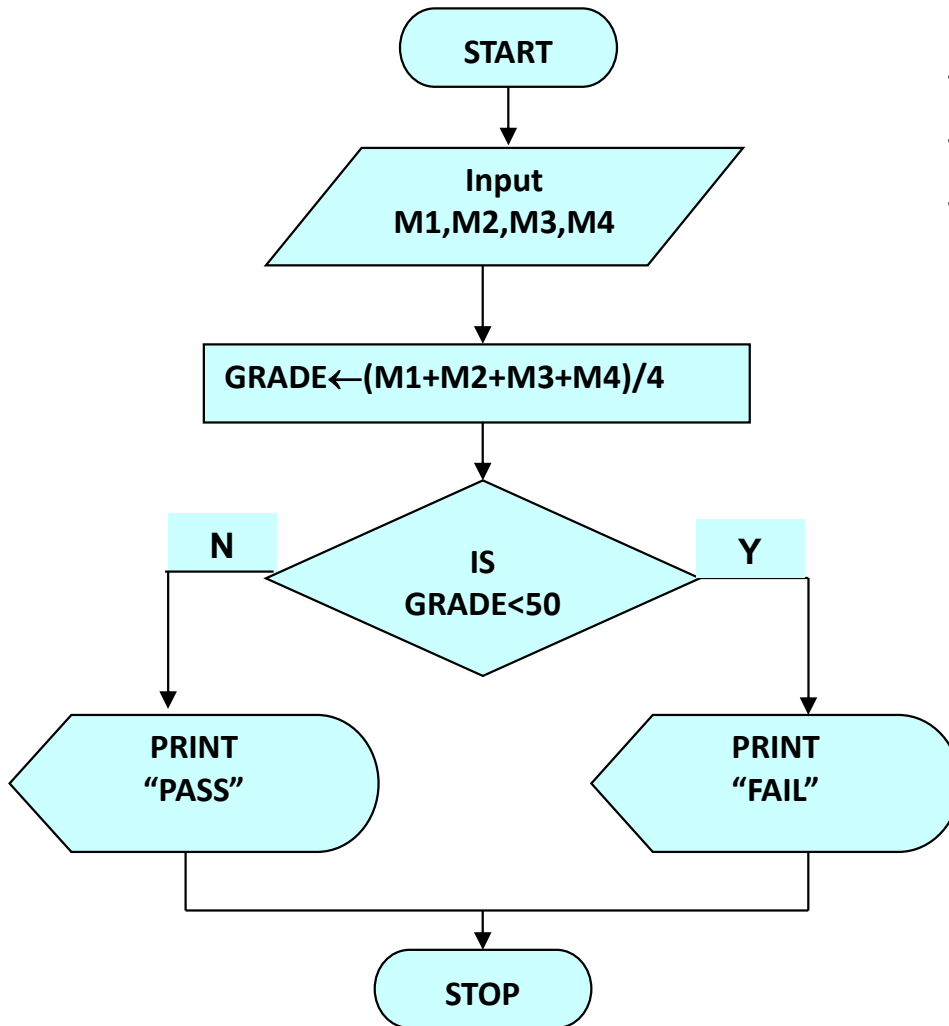 START
Input
M1,M2,M3,M4
GRADE←(M1+M2+M3+M4)/4
N
Y
IS
GRADE<50
PRINT
“PASS”
PRINT
“FAIL”
STOP